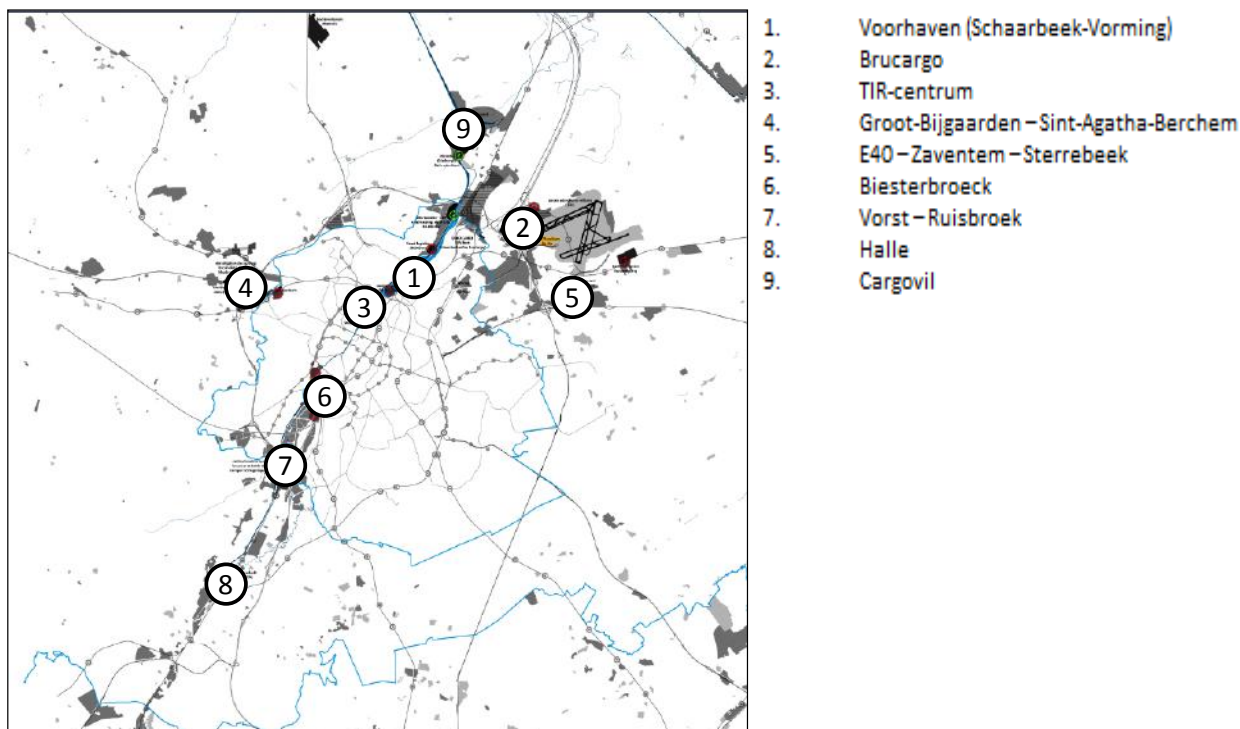 1. Voorhaven (Schaarbeek-Vorming)
2. Brucargo
3. TIR-centrum
4. Groot-Bijgaarden – Sint-Agatha-Berchem
5. E40 – Zaventem – Sterrebeek
6. Biesterbroeck
7. Vorst – Ruisbroek
8. Halle
9. Cargovil
9
2
1
4
5
3
6
7
8